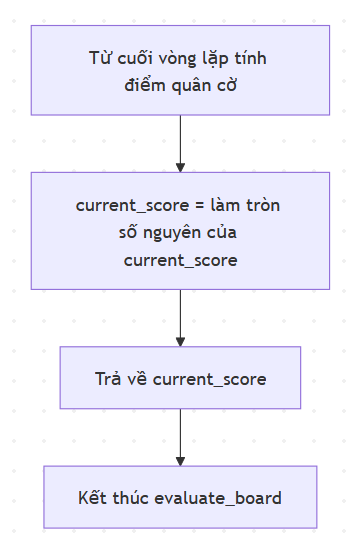 Từ cuối vòng lặp tính
điểm quân cờ
current_score = làm tròn
số nguyên của
current_score
Trả về current_score
Kết thúc evaluate_board